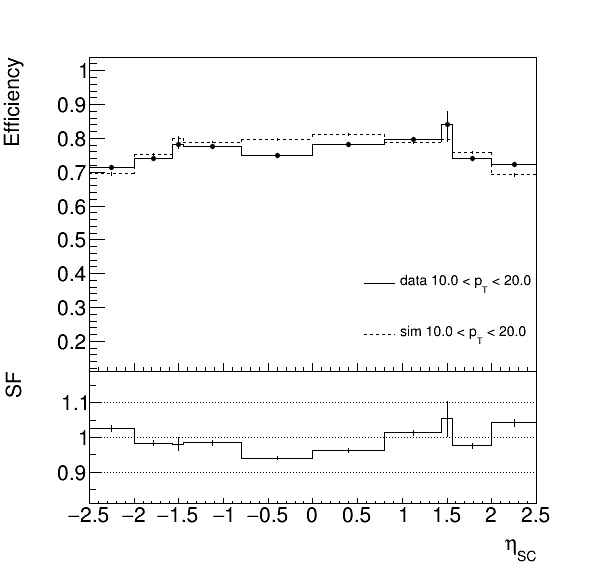 Efficiency
1
0.9
0.8
0.7
0.6
0.5
0.4
0.3
0.2
data 10.0 < p_T < 20.0
sim 10.0 < p_T < 20.0
SF
1.1
1
0.9
−2.5 −2 −1.5 −1 −0.5 0 0.5 1 1.5 2 2.5
η_SC